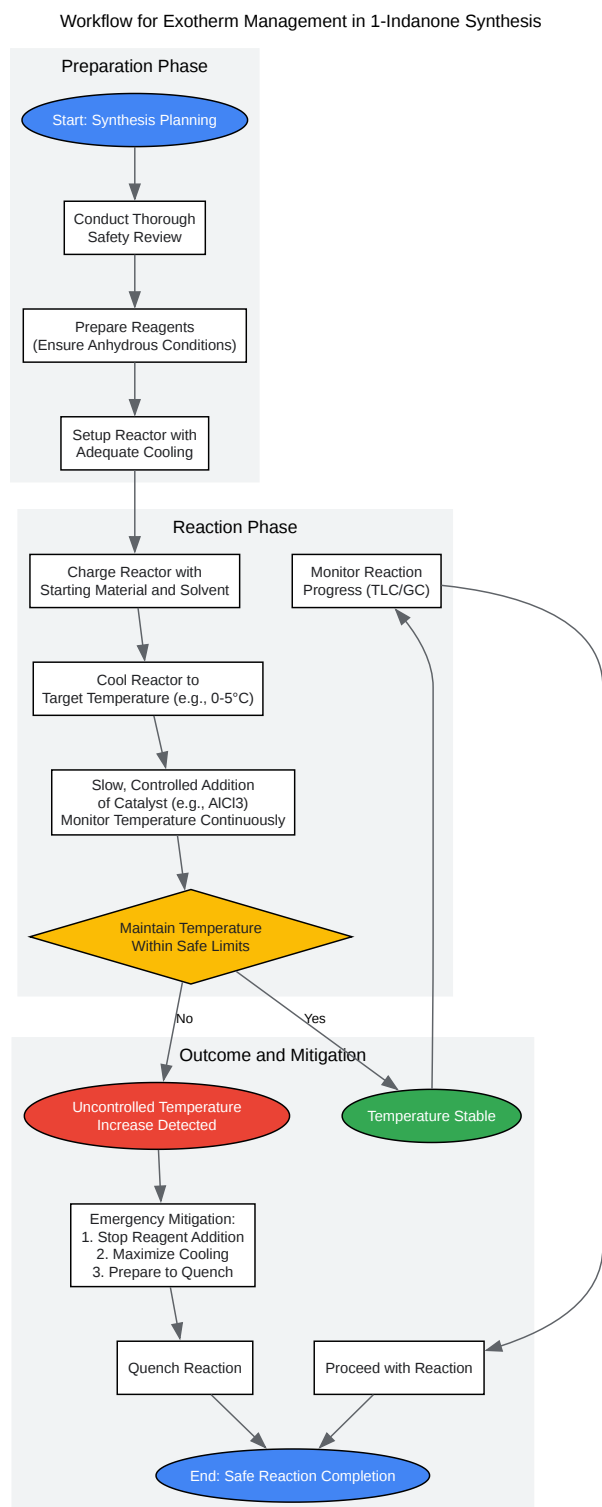 Workflow for Exotherm Management in 1-Indanone Synthesis
Preparation Phase
Start: Synthesis Planning
Conduct Thorough
Safety Review
Prepare Reagents
(Ensure Anhydrous Conditions)
Setup Reactor with
Adequate Cooling
Reaction Phase
Charge Reactor with
Starting Material and Solvent
Monitor Reaction
Progress (TLC/GC)
Cool Reactor to
Target Temperature (e.g., 0-5°C)
Slow, Controlled Addition
of Catalyst (e.g., AlCl3)
Monitor Temperature Continuously
Maintain Temperature
Within Safe Limits
No
Yes
Outcome and Mitigation
Uncontrolled Temperature
Increase Detected
Temperature Stable
Emergency Mitigation:
1. Stop Reagent Addition
2. Maximize Cooling
3. Prepare to Quench
Quench Reaction
Proceed with Reaction
End: Safe Reaction Completion